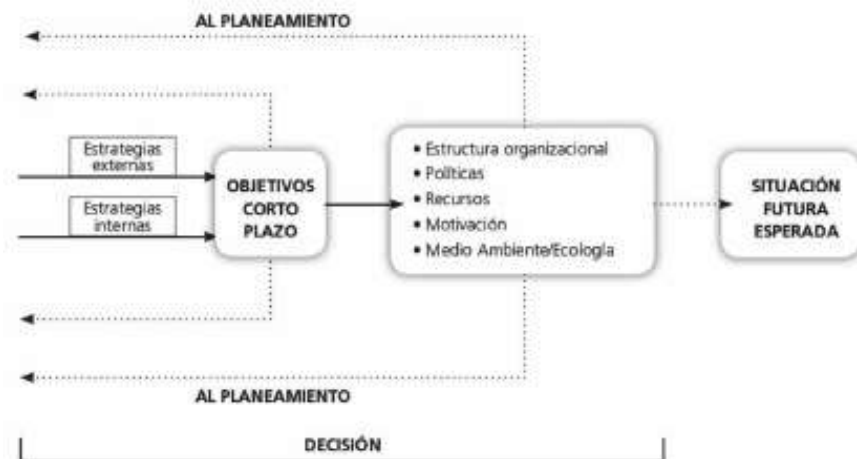 AL PLANEAMIENTO
Estrategias
externas
Estrategias
internas
OBJETIVOS
CORTO
PLAZO
• Estructura organizacional
• Políticas
• Recursos
• Motivación
• Medio Ambiente/Ecología
SITUACIÓN
FUTURA
ESPERADA
AL PLANEAMIENTO
DECISIÓN